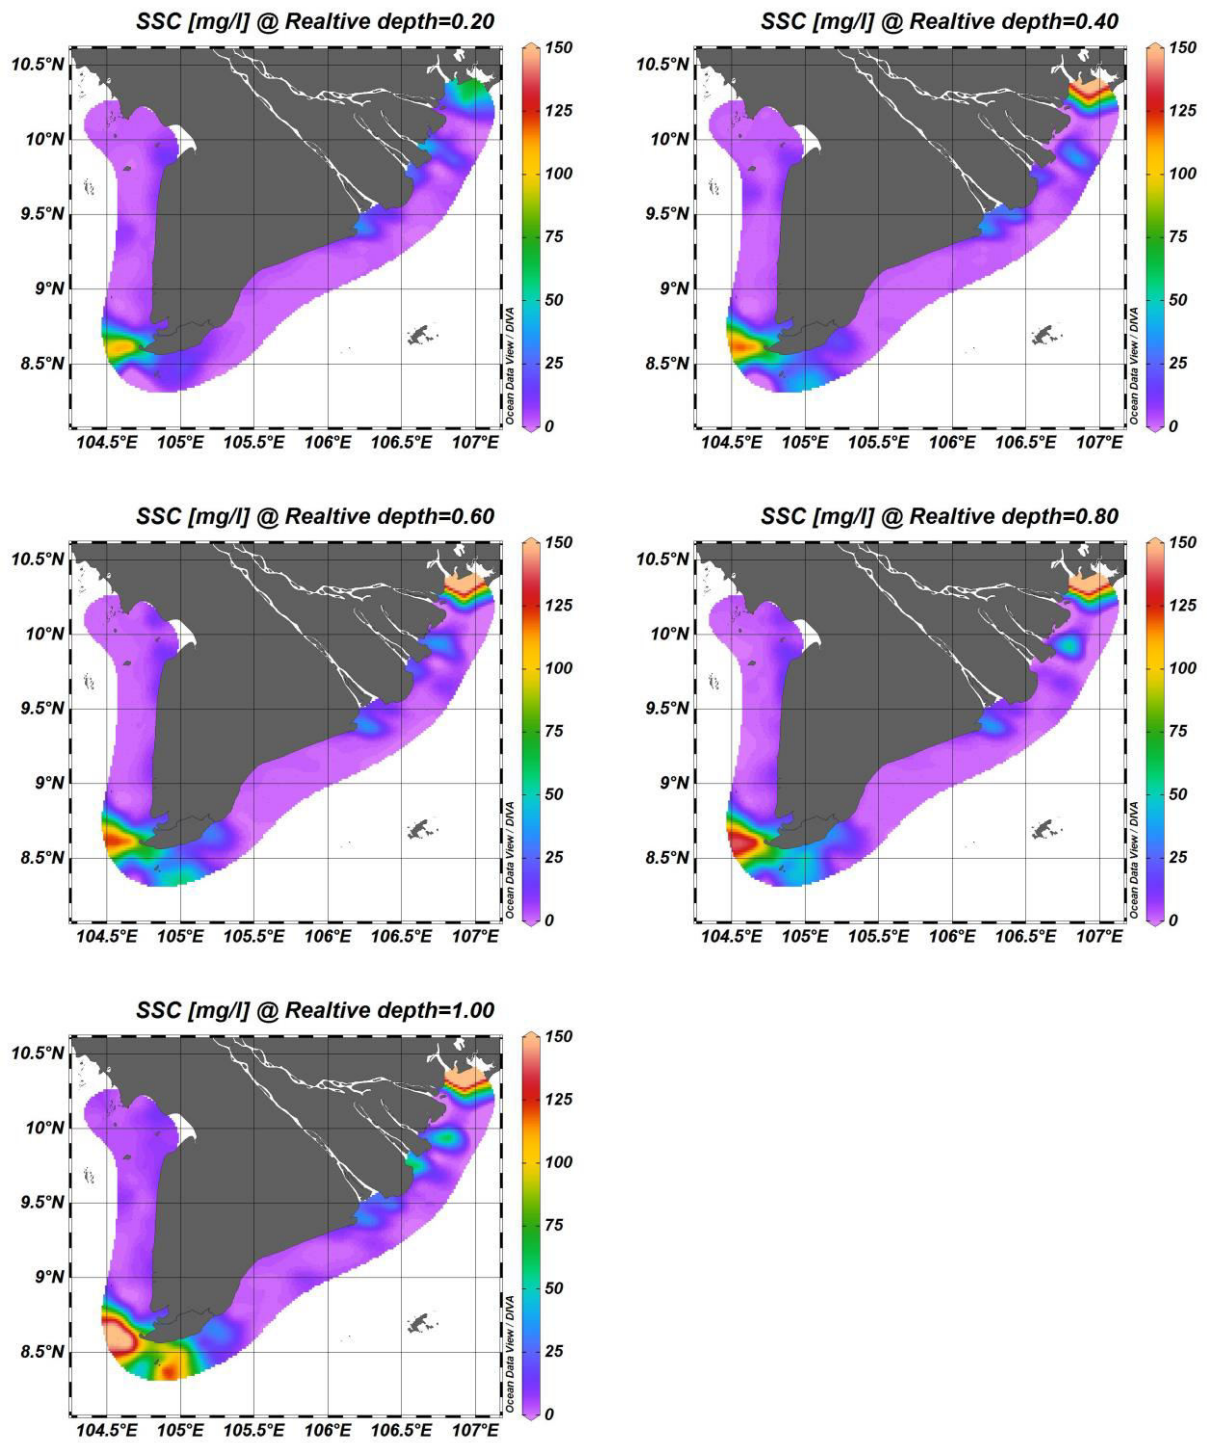 SSC [mg/l] @ Realtive depth=0.20
10.5°N
10°N
9.5°N
9°N
8.5°N
104.5°E 105°E 105.5°E 106°E 106.5°E 107°E
150
125
100
75
50
25
0
Ocean Data View / DIVA
SSC [mg/l] @ Realtive depth=0.40
10.5°N
10°N
9.5°N
9°N
8.5°N
104.5°E 105°E 105.5°E 106°E 106.5°E 107°E
150
125
100
75
50
25
0
Ocean Data View / DIVA
SSC [mg/l] @ Realtive depth=0.60
10.5°N
10°N
9.5°N
9°N
8.5°N
104.5°E 105°E 105.5°E 106°E 106.5°E 107°E
150
125
100
75
50
25
0
Ocean Data View / DIVA
SSC [mg/l] @ Realtive depth=0.80
10.5°N
10°N
9.5°N
9°N
8.5°N
104.5°E 105°E 105.5°E 106°E 106.5°E 107°E
150
125
100
75
50
25
0
Ocean Data View / DIVA
SSC [mg/l] @ Realtive depth=1.00
10.5°N
10°N
9.5°N
9°N
8.5°N
104.5°E 105°E 105.5°E 106°E 106.5°E 107°E
150
125
100
75
50
25
0
Ocean Data View / DIVA